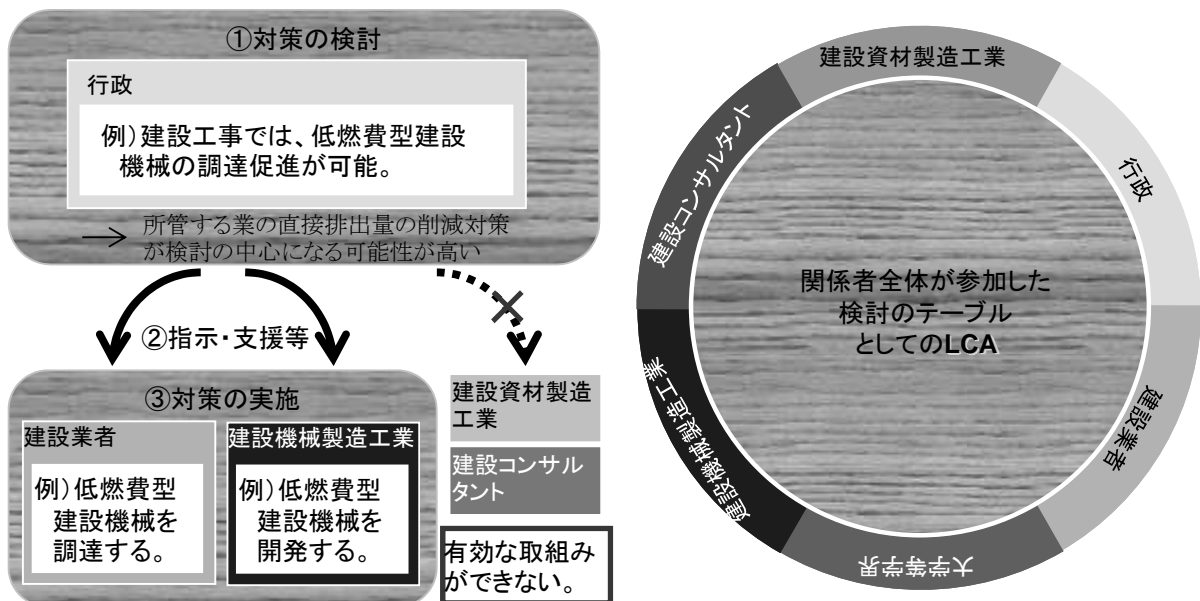 ①対策の検討
行政
例)建設工事では、低燃費型建設
機械の調達促進が可能。
所管する業の直接排出量の削減対策
が検討の中心になる可能性が高い
②指示・支援等
③対策の実施
建設業者
例)低燃費型
建設機械を
調達する。
建設機械製造工業
例)低燃費型
建設機械を
開発する。
建設資材製造
工業
建設コンサル
タント
有効な取組み
ができない。
建設資材製造工業
行政
建設業者
大学等学界
建設機械製造工業
建設コンサルタント
関係者全体が参加した
検討のテーブル
としてのLCA